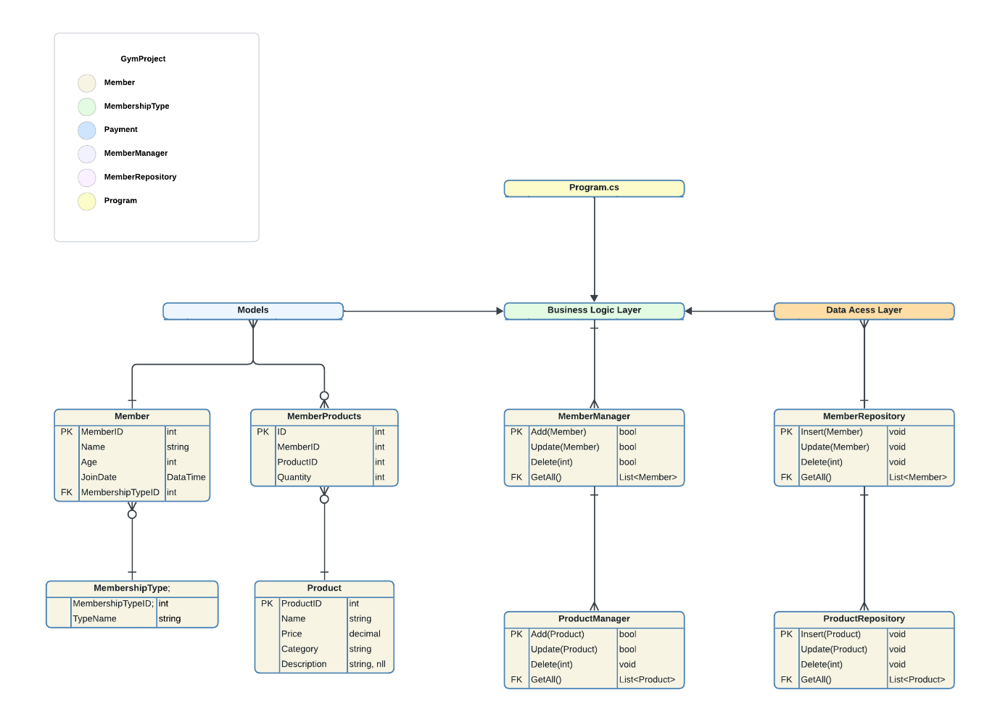 GymProject
Member
MembershipType
Payment
MemberManager
MemberRepository
Program
Program.cs
Models
Business Logic Layer
Data Acess Layer
Member
PK MemberID int
Name string
Age int
JoinDate DataTime
FK MembershipTypeID int
MemberProducts
PK ID int
MemberID int
ProductID int
Quantity int
MemberManager
PK Add(Member) bool
Update(Member) bool
Delete(int) bool
FK GetAll() List<Member>
MemberRepository
PK Insert(Member) void
Update(Member) void
Delete(int) void
FK GetAll() List<Member>
MembershipType;
MembershipTypeID; int
TypeName string
Product
PK ProductID int
Name string
Price decimal
Category string
Description string, nll
ProductManager
PK Add(Product) bool
Update(Product) bool
Delete(int) void
FK GetAll() List<Product>
ProductRepository
PK Insert(Product) void
Update(Product) void
Delete(int) void
FK GetAll() List<Product>